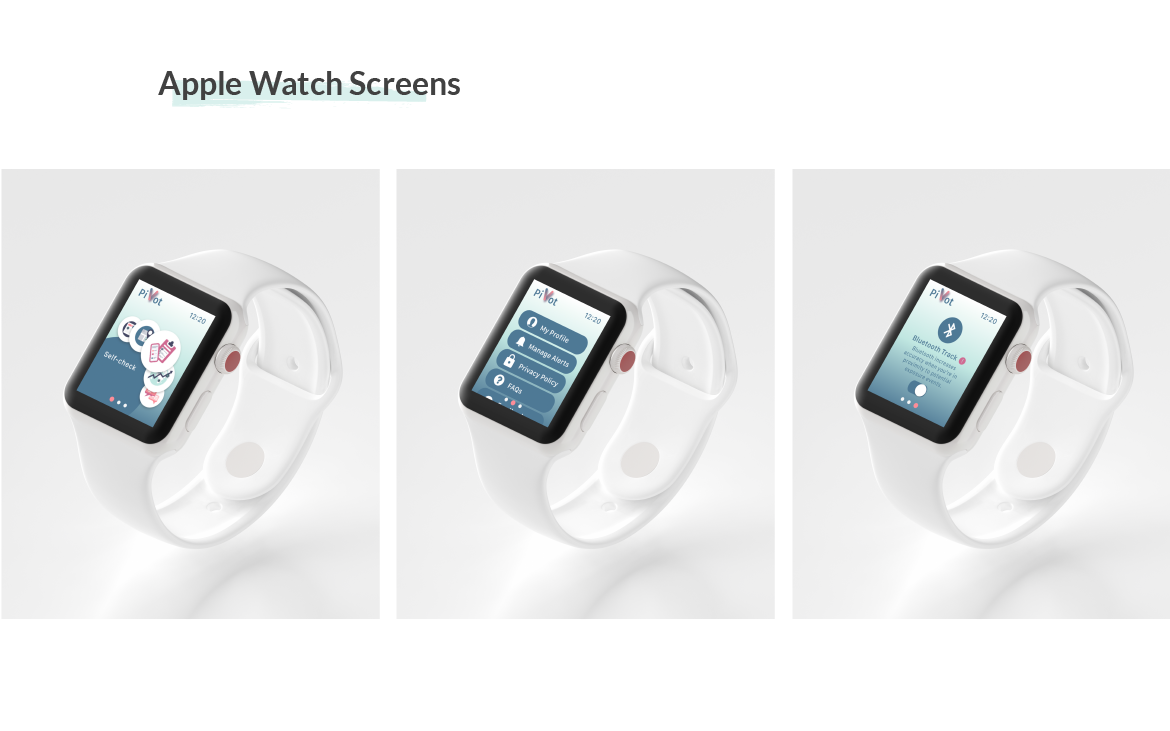 Apple Watch Screens
PiVot
12:20
Self-check
PiVot
12:20
My Profile
Manage Alerts
Privacy Policy
FAQs
PiVot
12:20
Bluetooth Track
Bluetooth increases
accuracy when you're in
proximity to potential
exposure events.